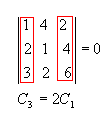 |1 4 2|
|2 1 4| = 0
|3 2 6|
C₃ = 2C₁